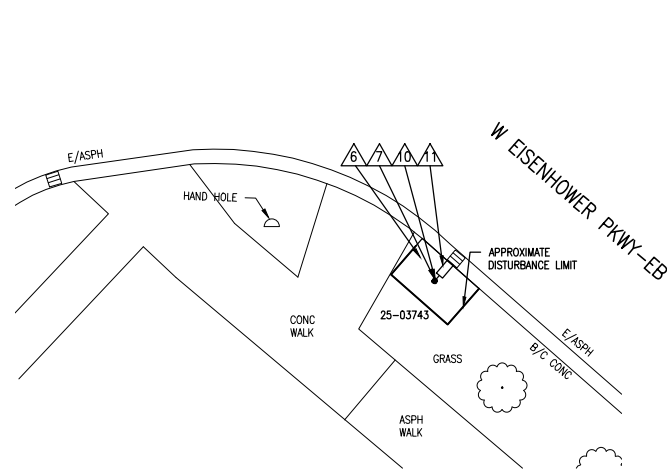 W EISENHOWER PKWY-EB
E/ASPH
6 7 10 11
HAND HOLE
APPROXIMATE
DISTURBANCE LIMIT
25-03743
CONC
WALK
E/ASPH
B/C CONC
GRASS
ASPH
WALK